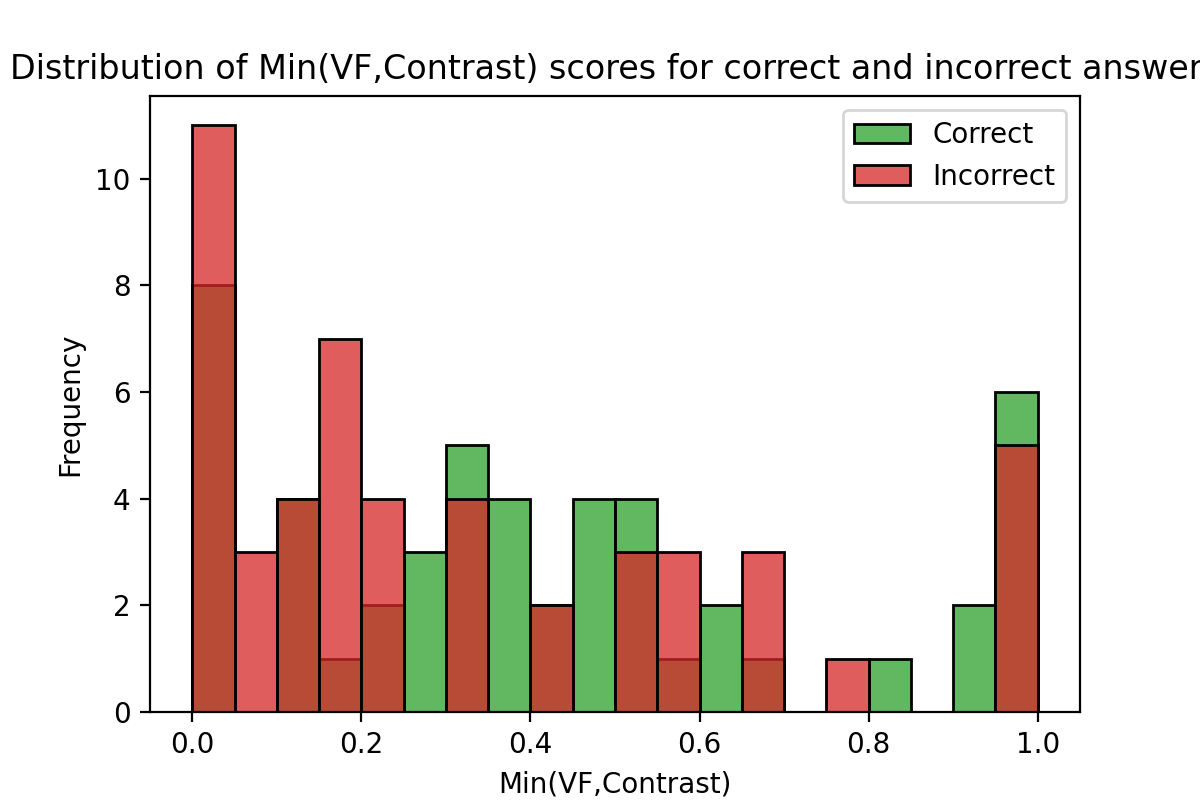 Distribution of Min(VF,Contrast) scores for correct and incorrect answer
Correct
Incorrect
10
8
6
4
2
0
Frequency
0.0 0.2 0.4 0.6 0.8 1.0
Min(VF,Contrast)